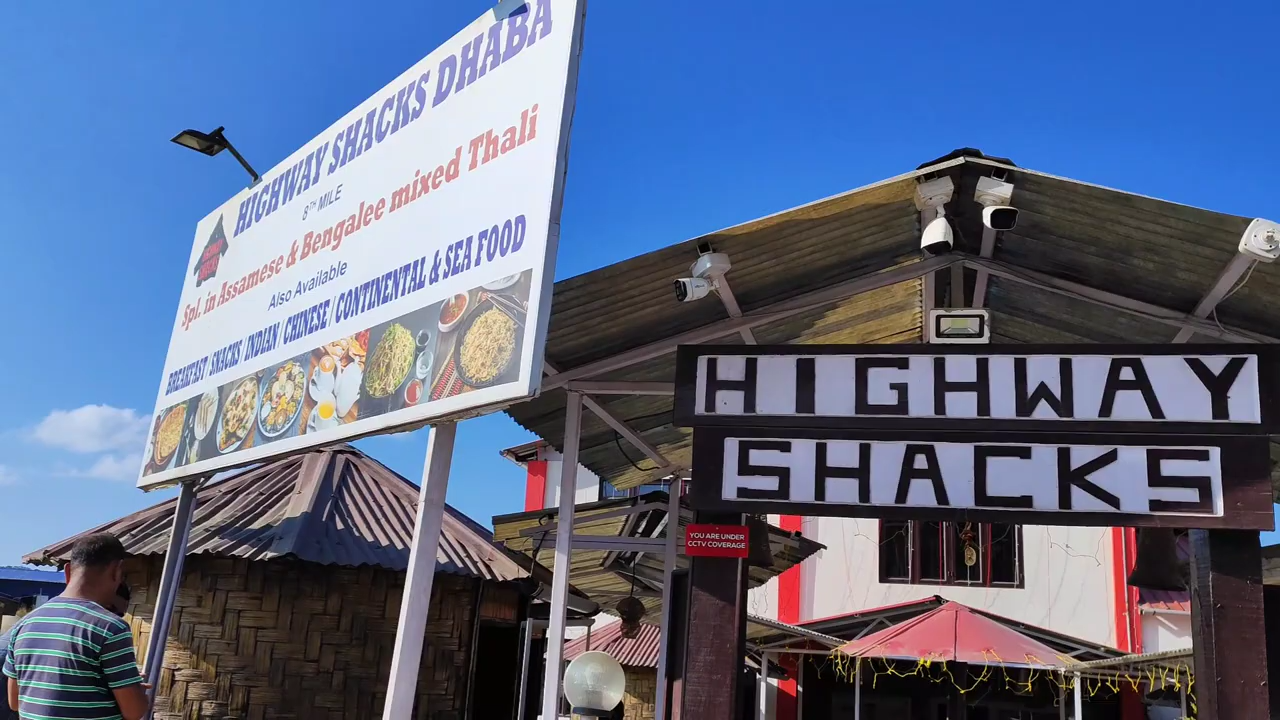 HIGHWAY SHACKS DHABA
8TH MILE
Spl. in Assamese & Bengalee mixed Thali
Also Available
BREAKFAST / SNACKS / INDIAN / CHINESE / CONTINENTAL & SEA FOOD
HIGHWAY
SHACKS
YOU ARE UNDER
CCTV COVERAGE